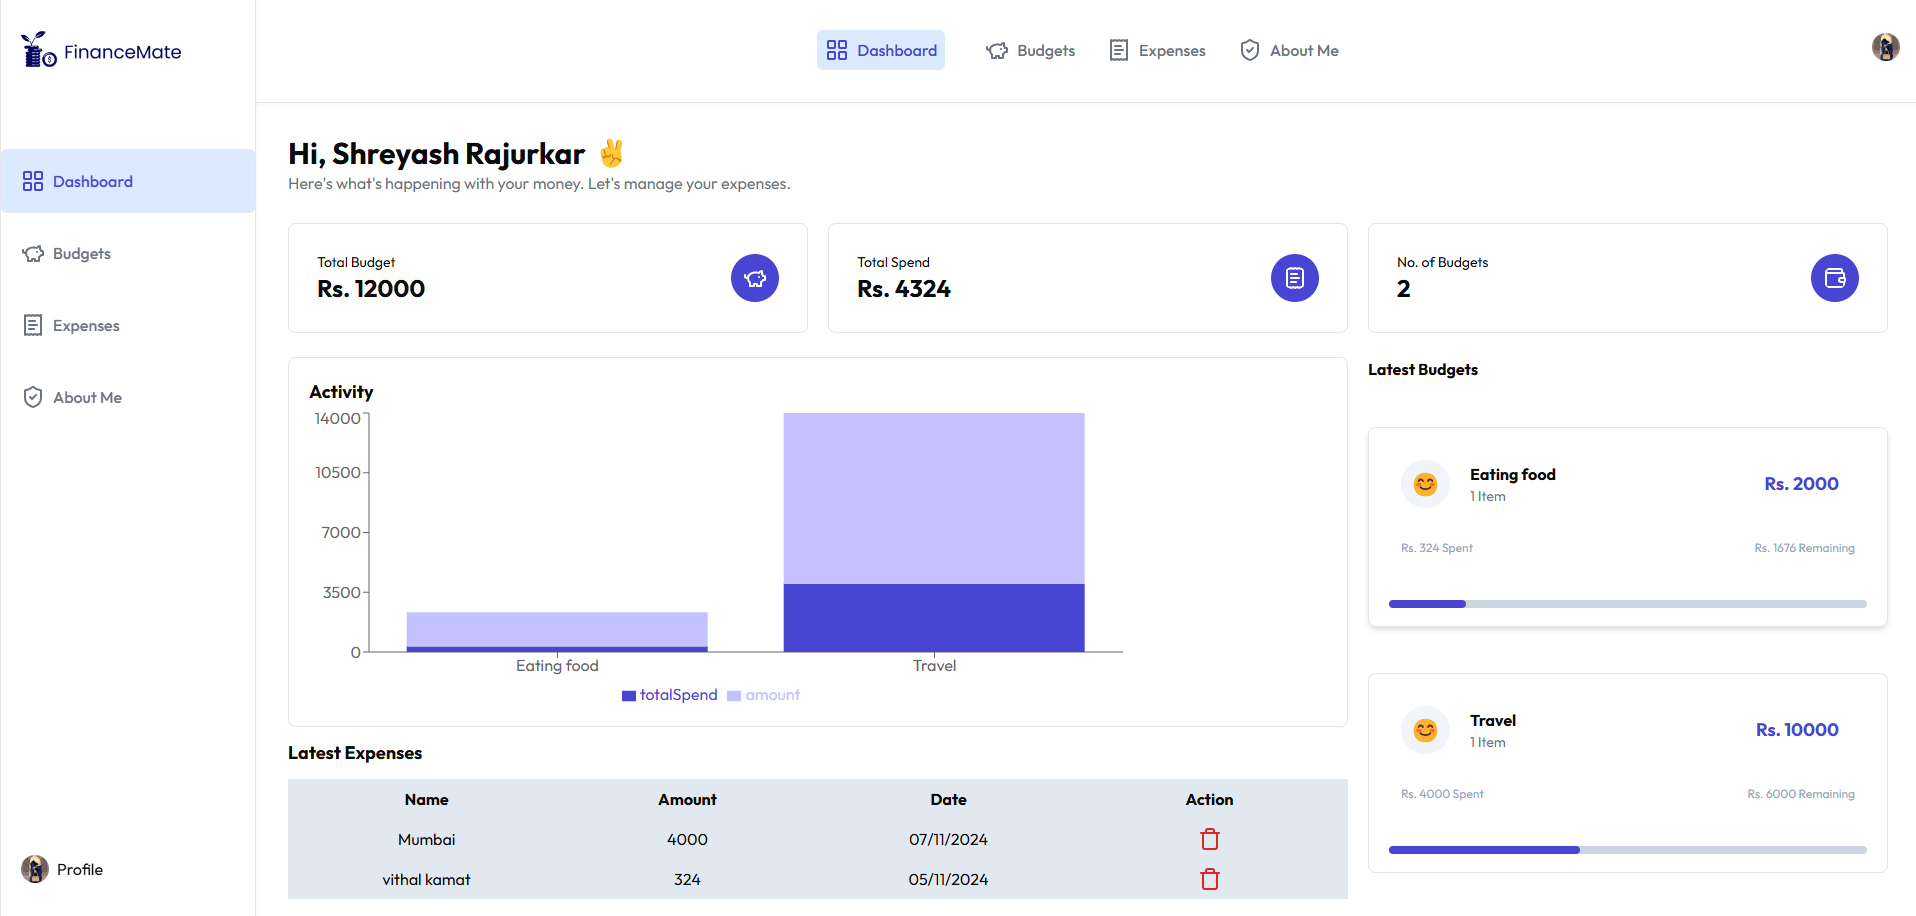 FinanceMate
Dashboard Budgets Expenses About Me
Dashboard
Budgets
Expenses
About Me
Profile
Hi, Shreyash Rajurkar ✌️
Here's what's happening with your money. Let's manage your expenses.
Total Budget
Rs. 12000
Total Spend
Rs. 4324
No. of Budgets
2
Activity
14000
10500
7000
3500
0
Eating food Travel
totalSpend amount
Latest Expenses
Name Amount Date Action
Mumbai 4000 07/11/2024
vithal kamat 324 05/11/2024
Latest Budgets
Eating food
1 Item
Rs. 2000
Rs. 324 Spent Rs. 1676 Remaining
Travel
1 Item
Rs. 10000
Rs. 4000 Spent Rs. 6000 Remaining